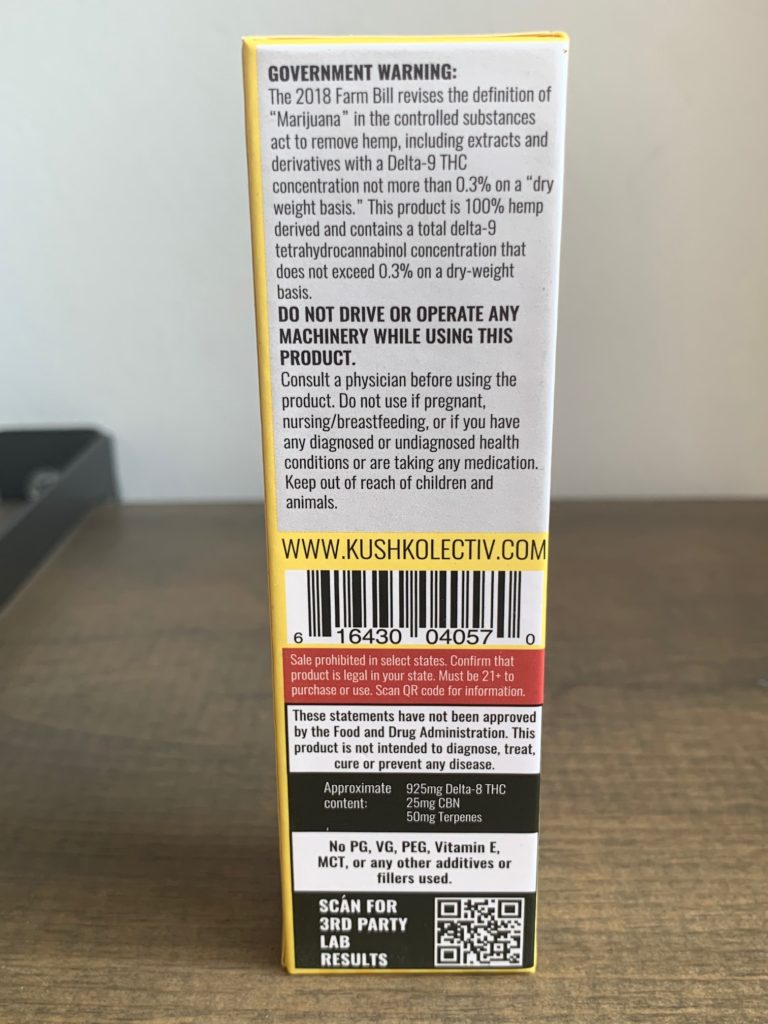 GOVERNMENT WARNING:
The 2018 Farm Bill revises the definition of
“Marijuana” in the controlled substances
act to remove hemp, including extracts and
derivatives with a Delta-9 THC
concentration not more than 0.3% on a “dry
weight basis.” This product is 100% hemp
derived and contains a total delta-9
tetrahydrocannabinol concentration that
does not exceed 0.3% on a dry-weight
basis.
DO NOT DRIVE OR OPERATE ANY
MACHINERY WHILE USING THIS
PRODUCT.
Consult a physician before using the
product. Do not use if pregnant,
nursing/breastfeeding, or if you have
any diagnosed or undiagnosed health
conditions or are taking any medication.
Keep out of reach of children and
animals.
WWW.KUSHKOLECTIV.COM
6 16430 04057 0
Sale prohibited in select states. Confirm that
product is legal in your state. Must be 21+ to
purchase or use. Scan QR code for information.
These statements have not been approved
by the Food and Drug Administration. This
product is not intended to diagnose, treat,
cure or prevent any disease.
Approximate 925mg Delta-8 THC
content: 25mg CBN
50mg Terpenes
No PG, VG, PEG, Vitamin E,
MCT, or any other additives or
fillers used.
SCAN FOR
3RD PARTY
LAB
RESULTS